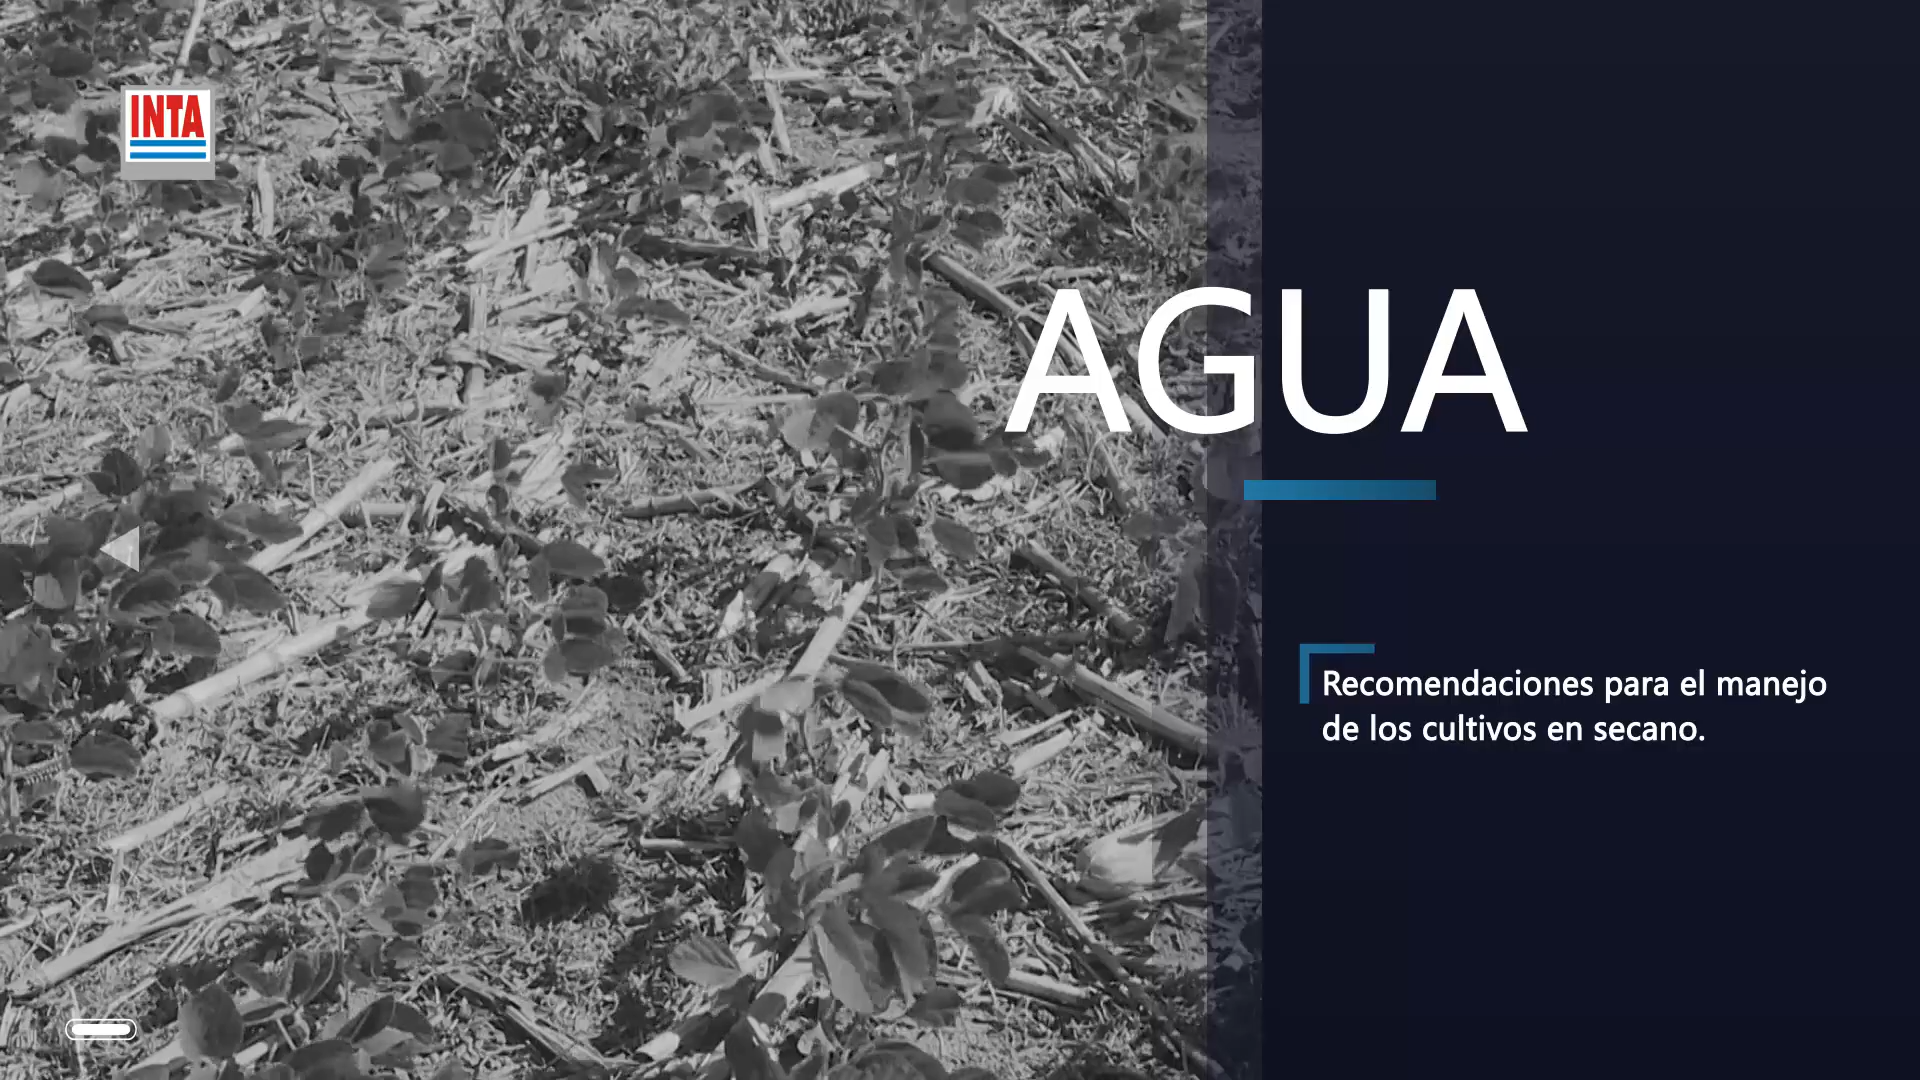 INTA
AGUA
Recomendaciones para el manejo
de los cultivos en secano.